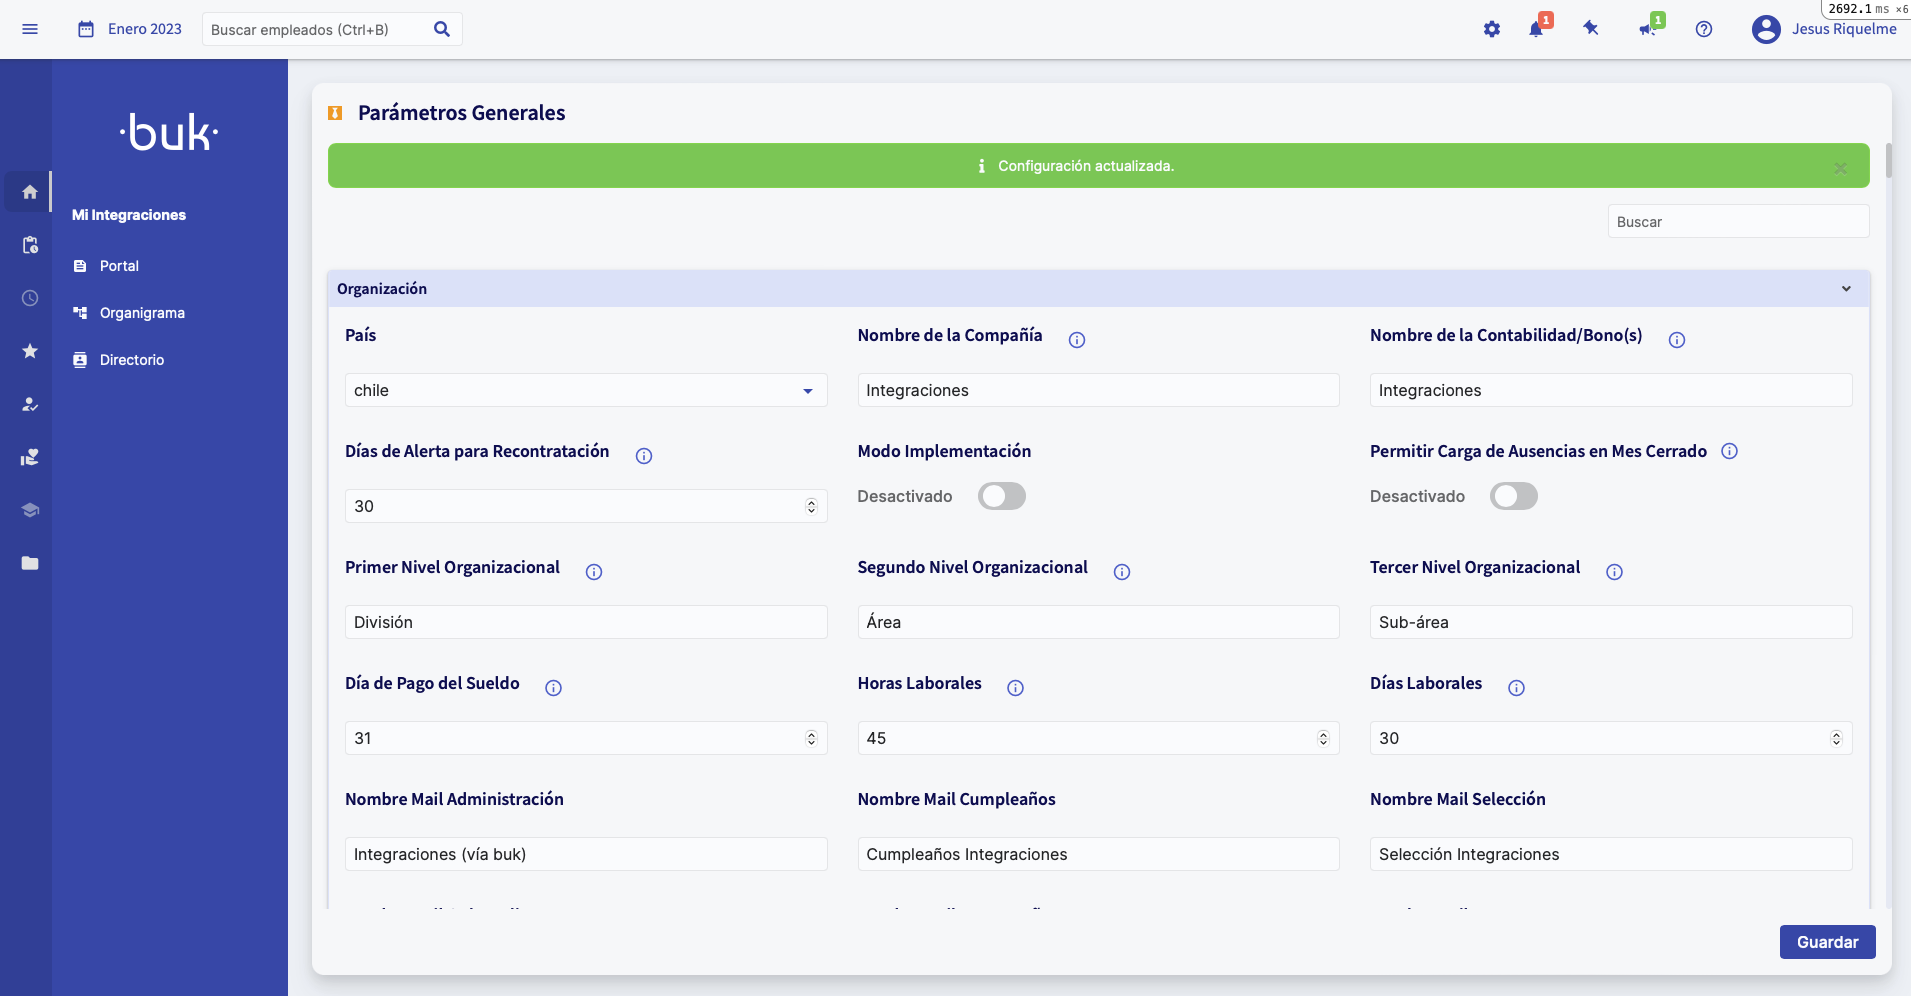 2692.1 ms ×6
Enero 2023
Buscar empleados (Ctrl+B)
1
1
Jesus Riquelme
·buk·
Mi Integraciones
Portal
Organigrama
Directorio
Parámetros Generales
Configuración actualizada.
Buscar
Organización
País
Nombre de la Compañía
Nombre de la Contabilidad/Bono(s)
chile
Integraciones
Integraciones
Días de Alerta para Recontratación
Modo Implementación
Permitir Carga de Ausencias en Mes Cerrado
30
Desactivado
Desactivado
Primer Nivel Organizacional
Segundo Nivel Organizacional
Tercer Nivel Organizacional
División
Área
Sub-área
Día de Pago del Sueldo
Horas Laborales
Días Laborales
31
45
30
Nombre Mail Administración
Nombre Mail Cumpleaños
Nombre Mail Selección
Integraciones (vía buk)
Cumpleaños Integraciones
Selección Integraciones
Guardar